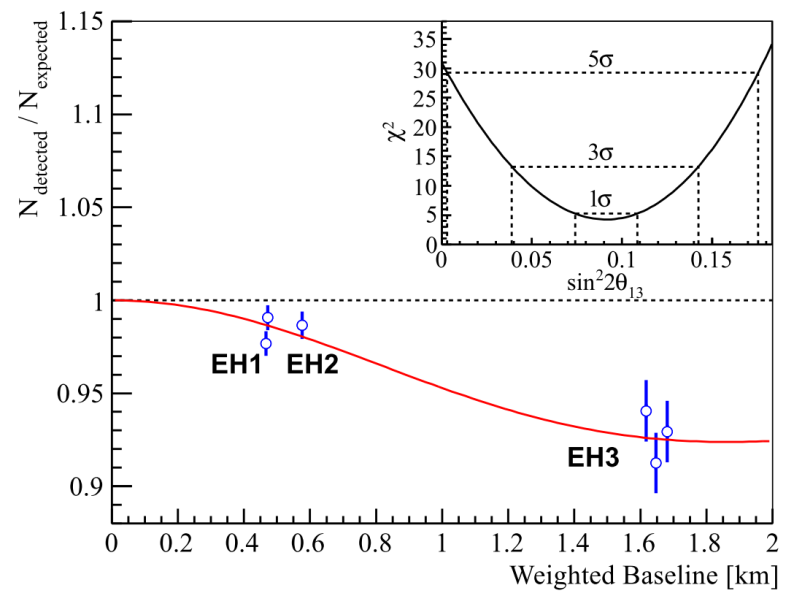 N_detected / N_expected
1.15
1.1
1.05
1
0.95
0.9
0 0.2 0.4 0.6 0.8 1 1.2 1.4 1.6 1.8 2
Weighted Baseline [km]
EH1 EH2
EH3
χ²
35
30
25
20
15
10
5
0
5σ
3σ
1σ
0 0.05 0.1 0.15
sin²2θ₁₃